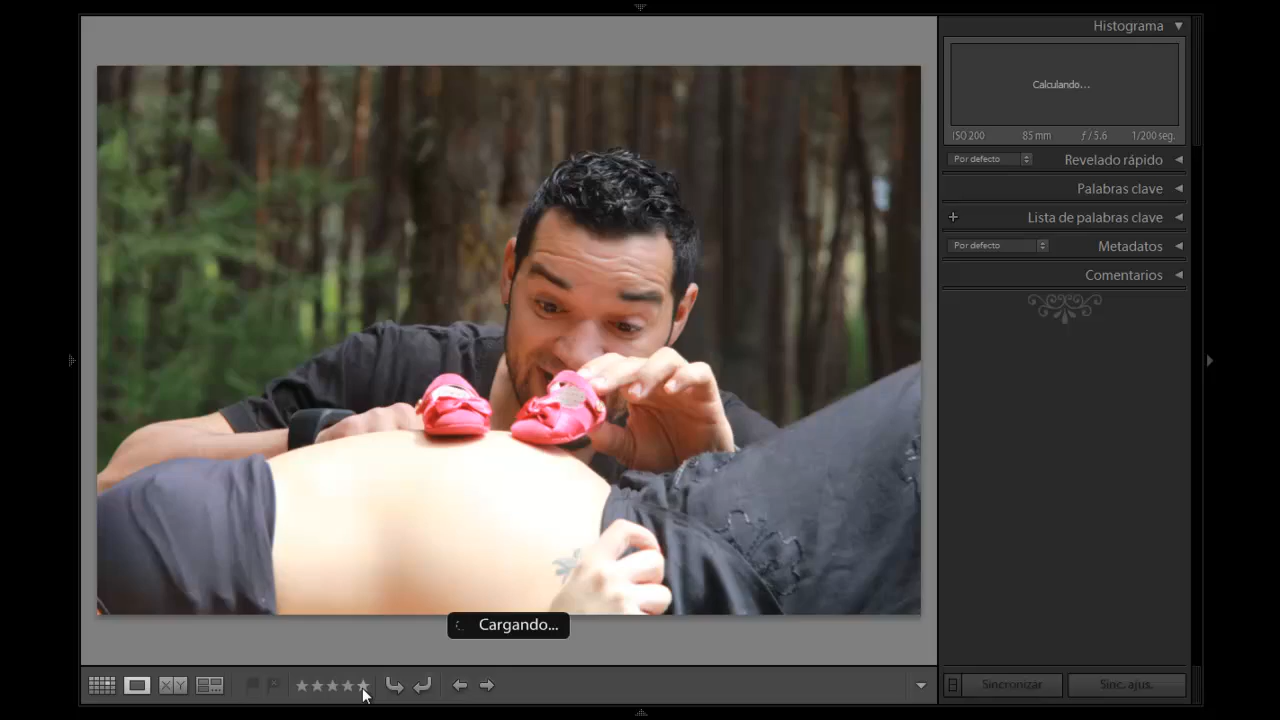 Histograma
Calculando...
ISO 200 85 mm ƒ / 5.6 1/200 seg.
Por defecto Revelado rápido
Palabras clave
Lista de palabras clave
Por defecto Metadatos
Comentarios
Cargando...
XY
Sincronizar Sinc. ajus.